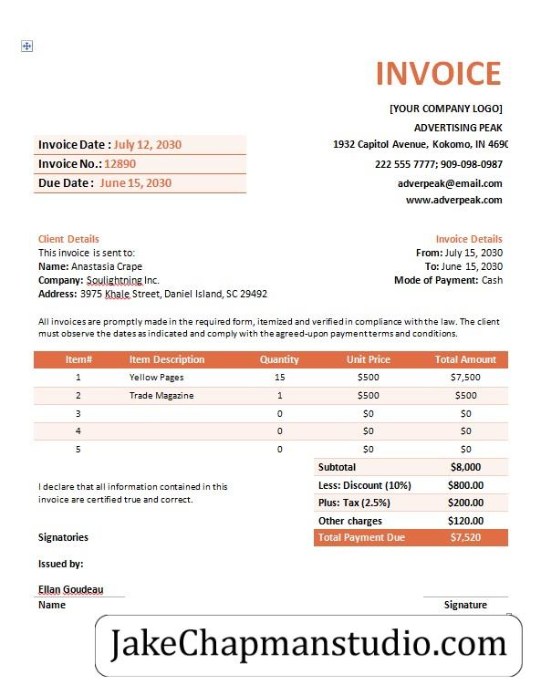 INVOICE
[YOUR COMPANY LOGO]
ADVERTISING PEAK
1932 Capitol Avenue, Kokomo, IN 4690
222 555 7777; 909-098-0987
adverpeak@email.com
www.adverpeak.com
Invoice Date : July 12, 2030
Invoice No.: 12890
Due Date : June 15, 2030
Client Details
This invoice is sent to:
Name: Anastasia Crape
Company: Soulightning Inc.
Address: 3975 Khale Street, Daniel Island, SC 29492
Invoice Details
From: July 15, 2030
To: June 15, 2030
Mode of Payment: Cash
All invoices are promptly made in the required form, itemized and verified in compliance with the law. The client
must observe the dates as indicated and comply with the agreed-upon payment terms and conditions.
Item# Item Description Quantity Unit Price Total Amount
1 Yellow Pages 15 $500 $7,500
2 Trade Magazine 1 $500 $500
3 0 $0 $0
4 0 $0 $0
5 0 $0 $0
Subtotal $8,000
Less: Discount (10%) $800.00
Plus: Tax (2.5%) $200.00
Other charges $120.00
Total Payment Due $7,520
I declare that all information contained in this
invoice are certified true and correct.
Signatories
Issued by:
Ellan Goudeau
Name Signature
JakeChapmanstudio.com